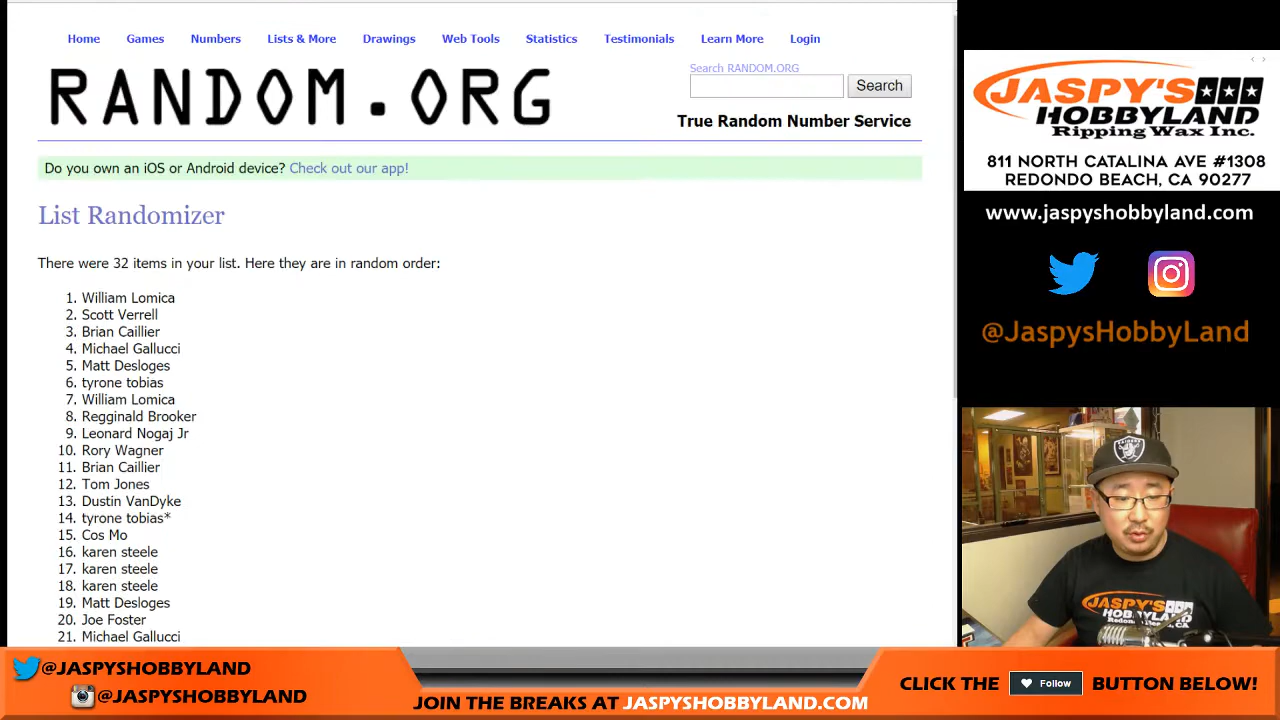 Home Games Numbers Lists & More Drawings Web Tools Statistics Testimonials Learn More Login
RANDOM.ORG
Search RANDOM.ORG
Search
True Random Number Service
Do you own an iOS or Android device? Check out our app!
List Randomizer
There were 32 items in your list. Here they are in random order:
1. William Lomica
2. Scott Verrell
3. Brian Caillier
4. Michael Gallucci
5. Matt Desloges
6. tyrone tobias
7. William Lomica
8. Regginald Brooker
9. Leonard Nogaj Jr
10. Rory Wagner
11. Brian Caillier
12. Tom Jones
13. Dustin VanDyke
14. tyrone tobias*
15. Cos Mo
16. karen steele
17. karen steele
18. karen steele
19. Matt Desloges
20. Joe Foster
21. Michael Gallucci
JASPY'S
HOBBYLAND
Ripping Wax Inc.
811 NORTH CATALINA AVE #1308
REDONDO BEACH, CA 90277
www.jaspyshobbyland.com
@JaspysHobbyLand
RAIDERS
JASPY'S
HOBBYLAND
@JASPYSHOBBYLAND
@JASPYSHOBBYLAND
JOIN THE BREAKS AT JASPYSHOBBYLAND.COM
CLICK THE Follow BUTTON BELOW!